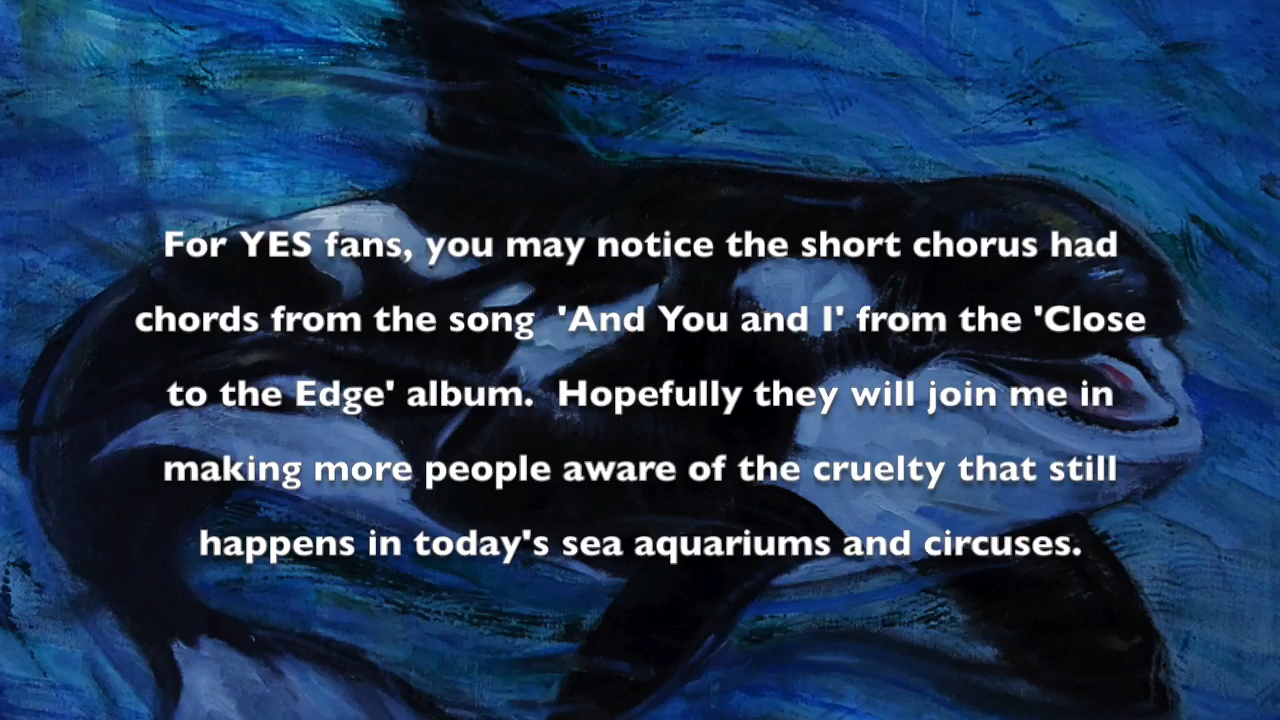 For YES fans, you may notice the short chorus had
chords from the song  'And You and I' from the 'Close
to the Edge' album.  Hopefully they will join me in
making more people aware of the cruelty that still
happens in today's sea aquariums and circuses.